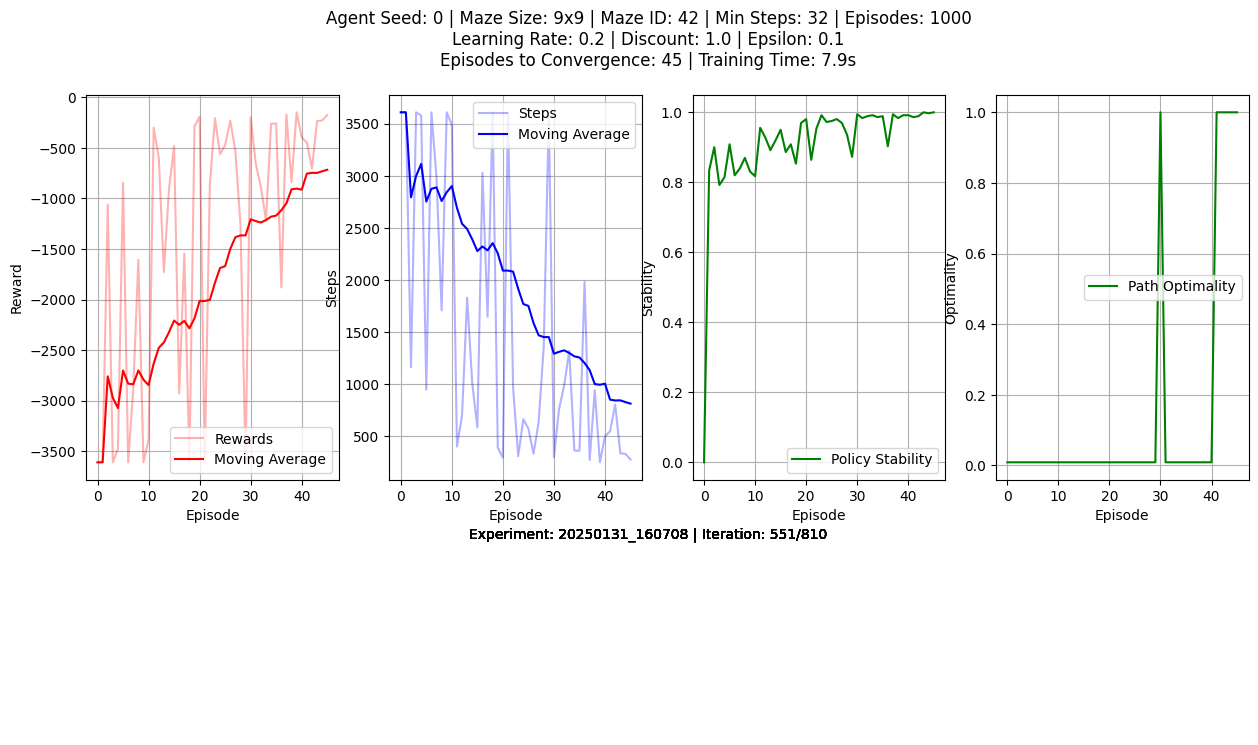 Agent Seed: 0 | Maze Size: 9x9 | Maze ID: 42 | Min Steps: 32 | Episodes: 1000
Learning Rate: 0.2 | Discount: 1.0 | Epsilon: 0.1
Episodes to Convergence: 45 | Training Time: 7.9s
0
−500
−1000
−1500
−2000
−2500
−3000
−3500
Reward
Rewards
Moving Average
0 10 20 30 40
Episode
3500
3000
2500
2000
1500
1000
500
Steps
Steps
Moving Average
0 10 20 30 40
Episode
1.0
0.8
0.6
0.4
0.2
0.0
Stability
Policy Stability
0 10 20 30 40
Episode
1.0
0.8
0.6
0.4
0.2
0.0
Optimality
Path Optimality
0 10 20 30 40
Episode
Experiment: 20250131_160708 | Iteration: 551/810